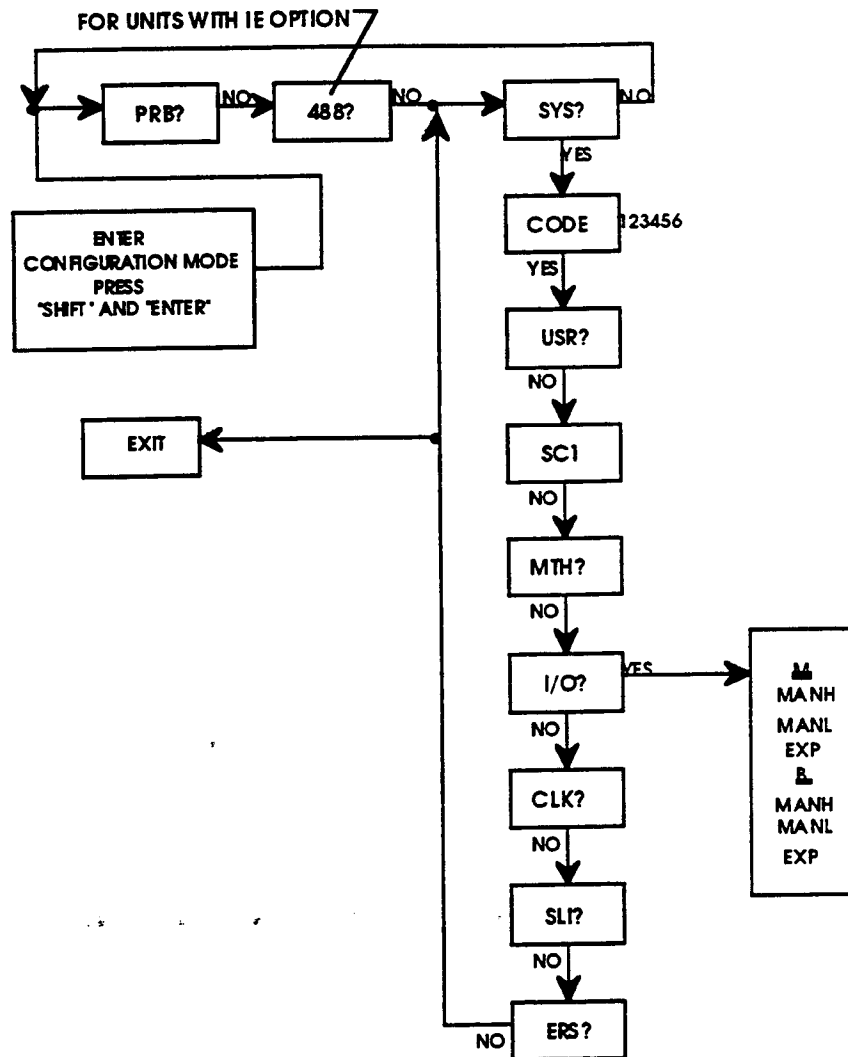 FOR UNITS WITH IE OPTION
PRB?
NO
488?
NO
SYS?
NO
YES
CODE
123456
YES
ENTER
CONFIGURATION MODE
PRESS
"SHIFT" AND "ENTER"
USR?
NO
EXIT
SC1
NO
MTH?
NO
I/O?
YES
M
MANH
MANL
EXP
B
MANH
MANL
EXP
NO
CLK?
NO
SLI?
NO
ERS?
NO